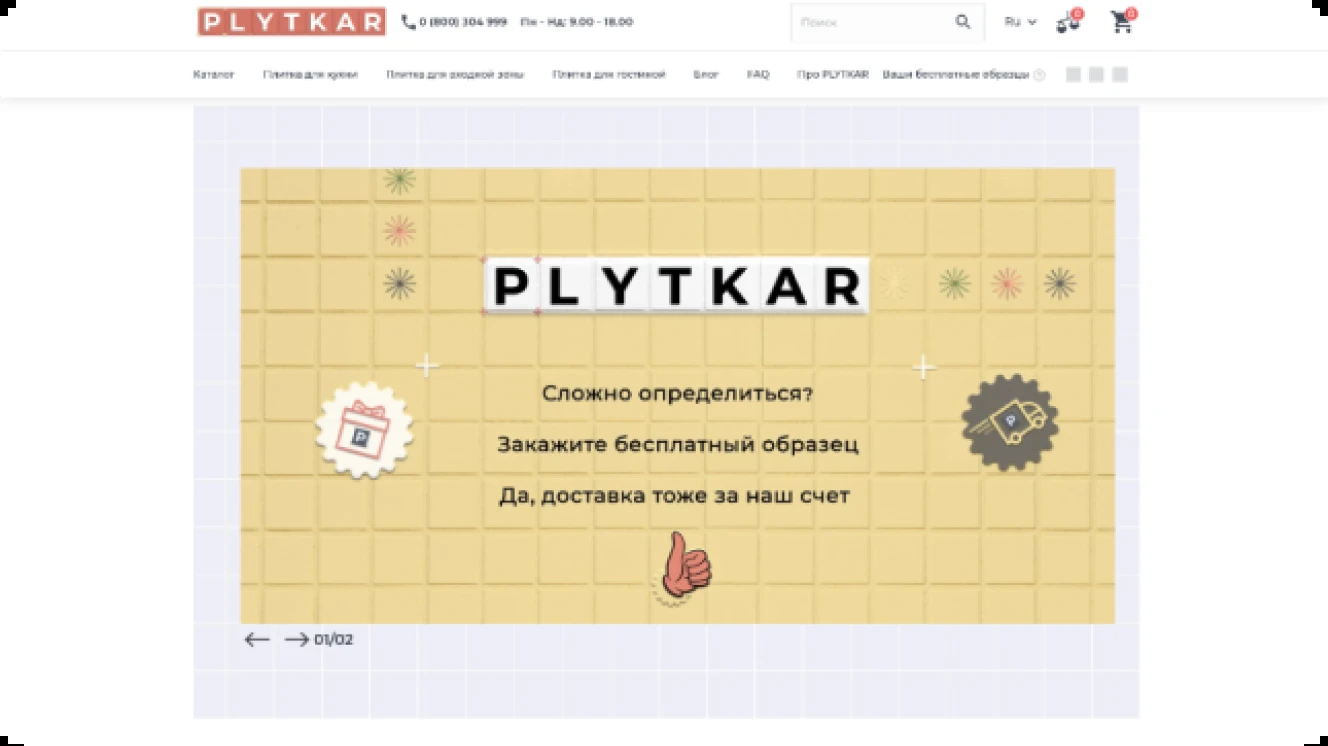 PLYTKAR
0 (800) 304 999 Пн - Нд: 9.00 - 18.00
Поиск
Ru
0
0
Каталог Плитка для кухни Плитка для входной зоны Плитка для гостиной Блог FAQ Про PLYTKAR Ваши бесплатные образцы ?
PLYTKAR
Сложно определиться?
Закажите бесплатный образец
Да, доставка тоже за наш счет
P
P
01/02